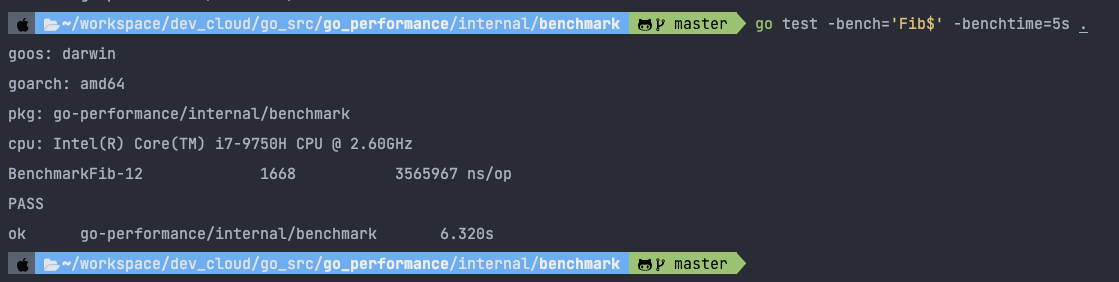 ~/workspace/dev_cloud/go_src/go_performance/internal/benchmark master go test -bench='Fib$' -benchtime=5s .
goos: darwin
goarch: amd64
pkg: go-performance/internal/benchmark
cpu: Intel(R) Core(TM) i7-9750H CPU @ 2.60GHz
BenchmarkFib-12 1668 3565967 ns/op
PASS
ok go-performance/internal/benchmark 6.320s
~/workspace/dev_cloud/go_src/go_performance/internal/benchmark master